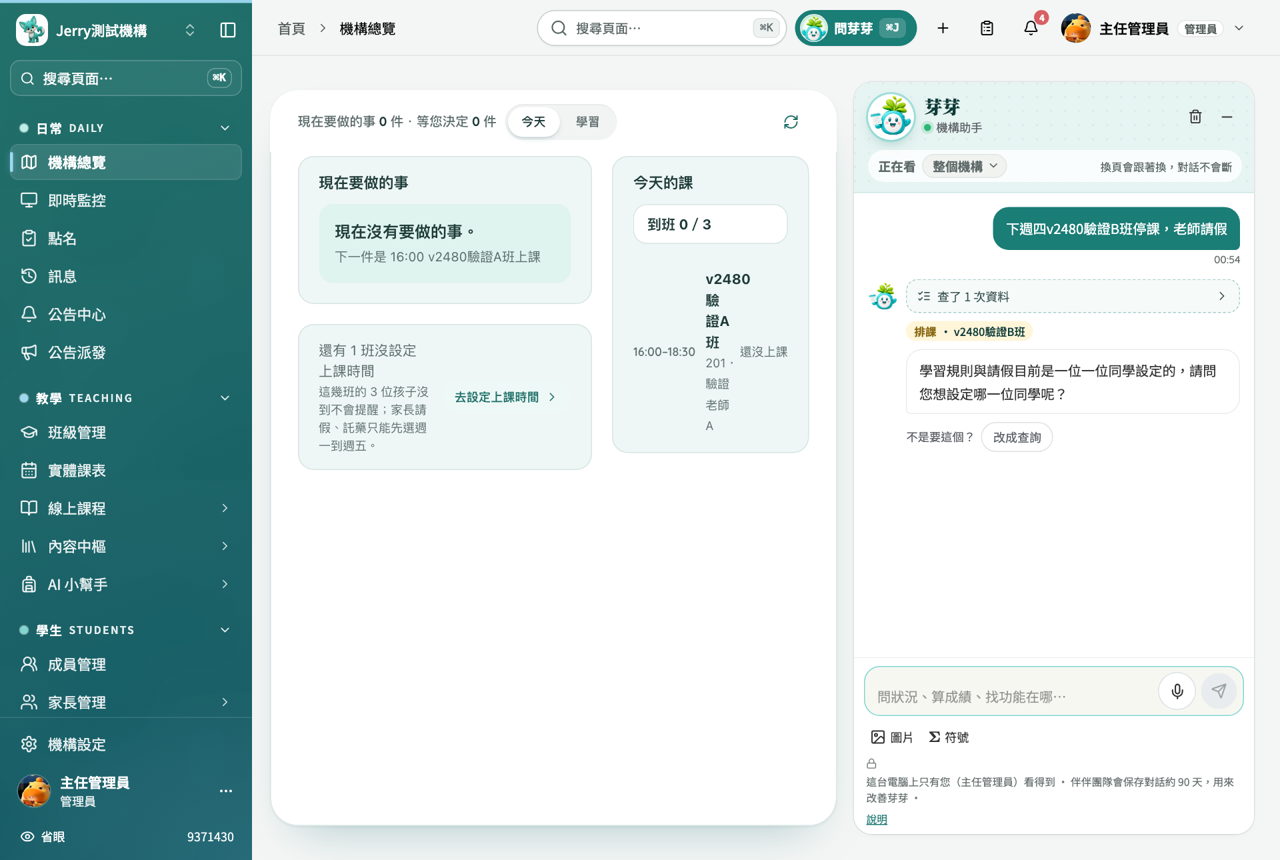 Jerry測試機構
搜尋頁面… ⌘K
日常 DAILY
機構總覽
即時監控
點名
訊息
公告中心
公告派發
教學 TEACHING
班級管理
實體課表
線上課程
內容中樞
AI 小幫手
學生 STUDENTS
成員管理
家長管理
機構設定
主任管理員
管理員
省眼 9371430
首頁 機構總覽
搜尋頁面… ⌘K
問芽芽 ⌘J
4
主任管理員 管理員
現在要做的事 0 件 · 等您決定 0 件 今天 學習
現在要做的事
現在沒有要做的事。
下一件是 16:00 v2480驗證A班上課
還有 1 班沒設定
上課時間
這幾班的 3 位孩子沒
到不會提醒；家長請
假、託藥只能先選週
一到週五。
去設定上課時間
今天的課
到班 0 / 3
16:00–18:30
v2480
驗
證A
班
201 ·
驗證
老師
A
還沒上課
芽芽
機構助手
正在看 整個機構 換頁會跟著換，對話不會斷
下週四v2480驗證B班停課，老師請假
00:54
查了 1 次資料
排課 · v2480驗證B班
學習規則與請假目前是一位一位同學設定的，請問
您想設定哪一位同學呢？
不是要這個？ 改成查詢
問狀況、算成績、找功能在哪…
圖片 符號
這台電腦上只有您（主任管理員）看得到 · 伴伴團隊會保存對話約 90 天，用來
改善芽芽 ·
說明